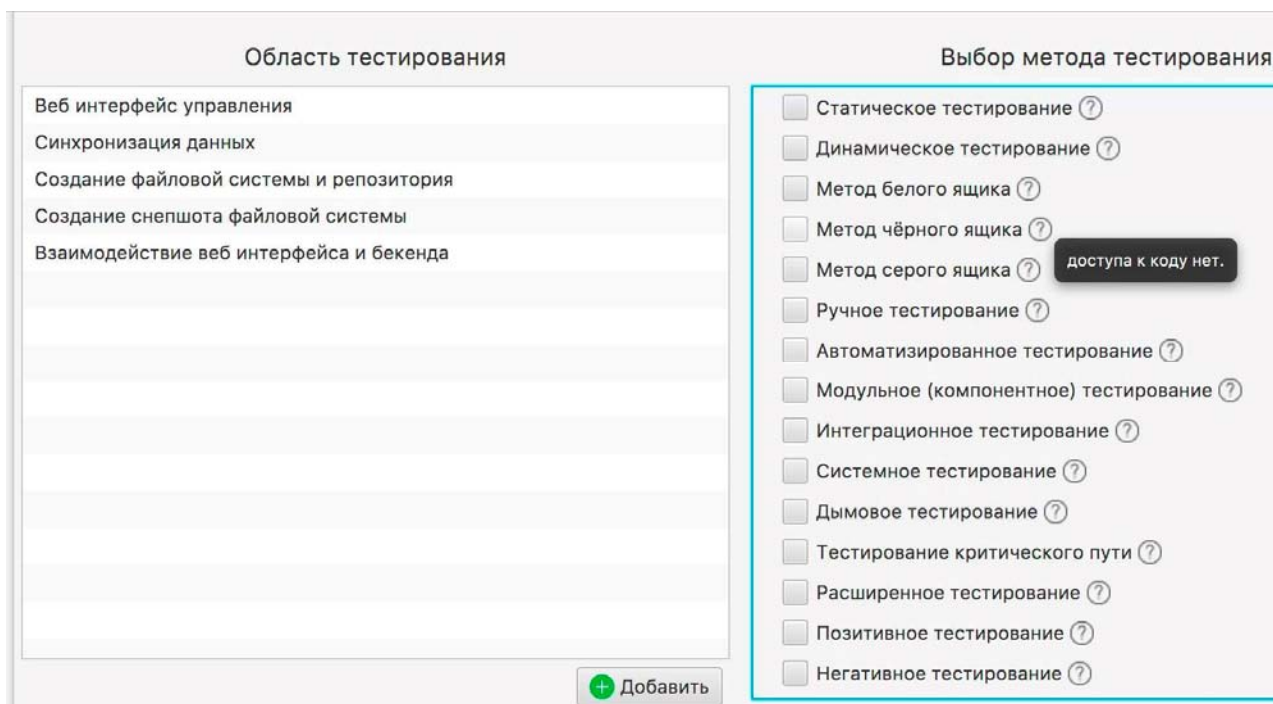 Область тестирования
Веб интерфейс управления
Синхронизация данных
Создание файловой системы и репозитория
Создание снепшота файловой системы
Взаимодействие веб интерфейса и бекенда
Добавить
Выбор метода тестирования
Статическое тестирование ?
Динамическое тестирование ?
Метод белого ящика ?
Метод чёрного ящика ?
доступа к коду нет.
Метод серого ящика ?
Ручное тестирование ?
Автоматизированное тестирование ?
Модульное (компонентное) тестирование ?
Интеграционное тестирование ?
Системное тестирование ?
Дымовое тестирование ?
Тестирование критического пути ?
Расширенное тестирование ?
Позитивное тестирование ?
Негативное тестирование ?